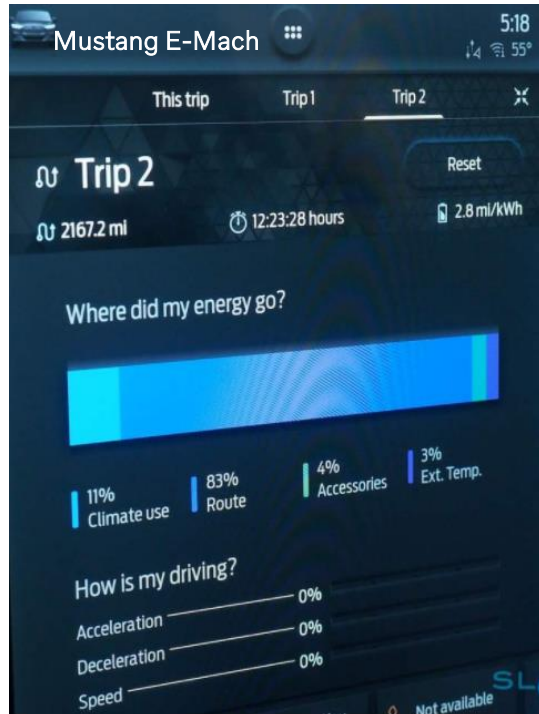 Mustang E-Mach
5:18
55°
This trip Trip 1 Trip 2
Trip 2
Reset
2167.2 mi 12:23:28 hours 2.8 mi/kWh
Where did my energy go?
11% 83% 4% 3%
Climate use Route Accessories Ext. Temp.
How is my driving?
Acceleration 0%
Deceleration 0%
Speed 0%
SL
Not available